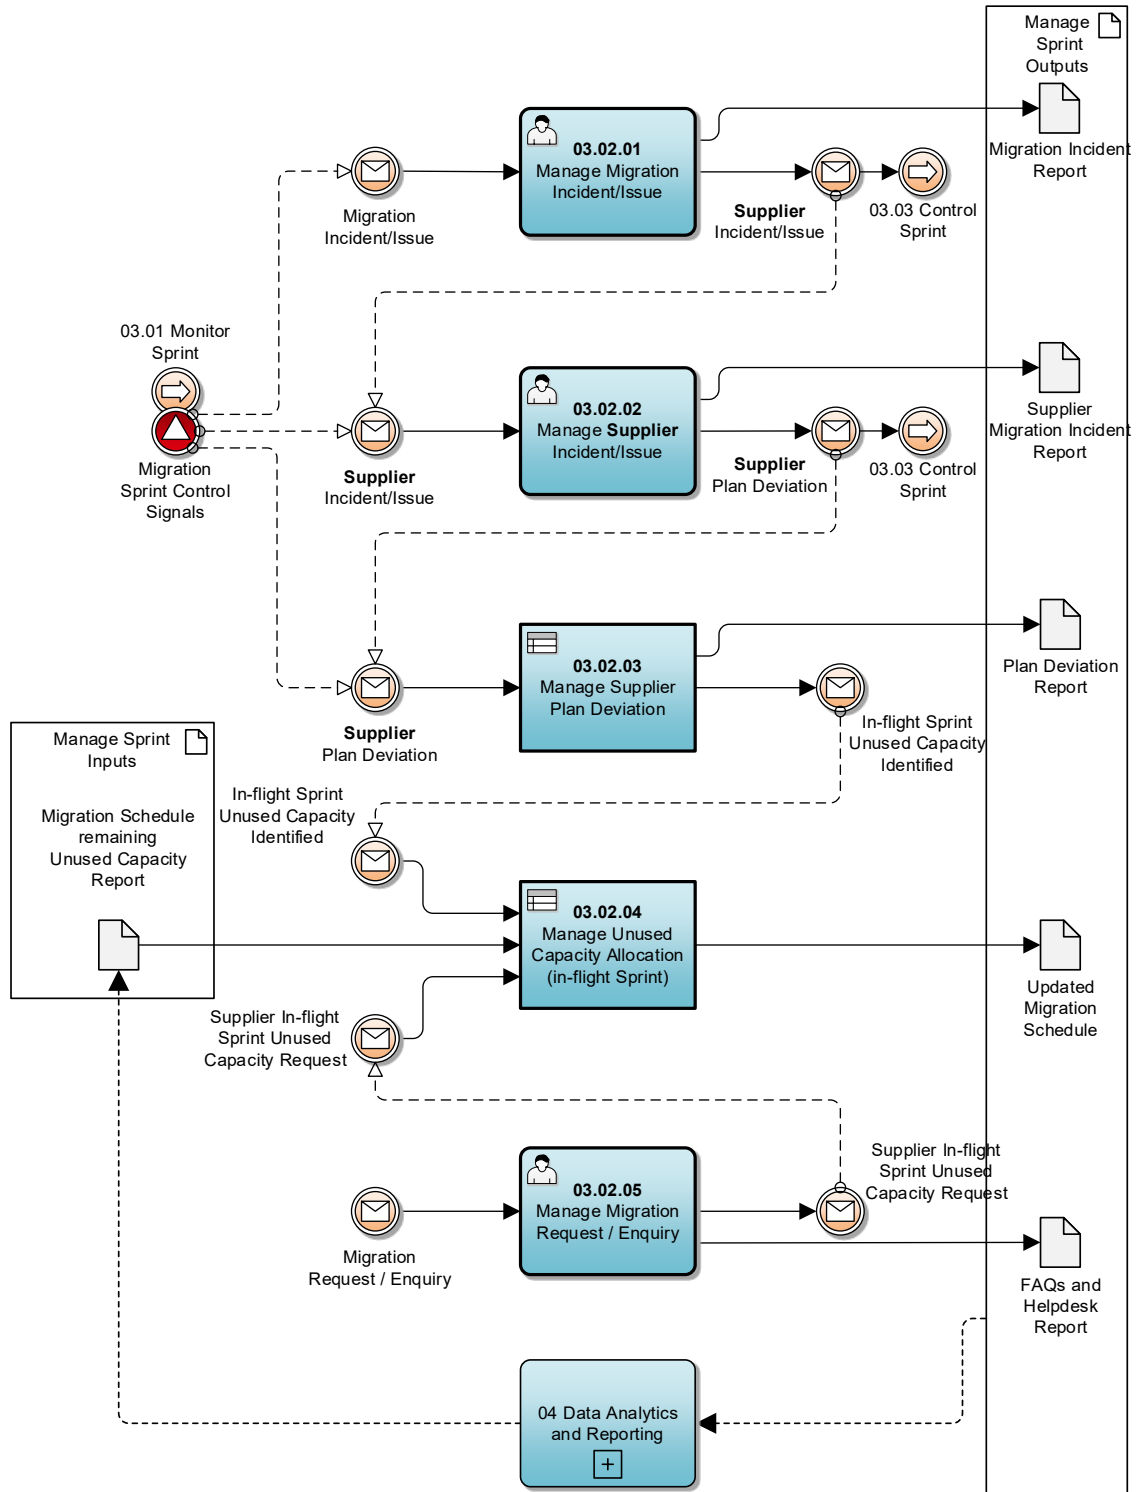 Manage
Sprint
Outputs
03.02.01
Manage Migration
Incident/Issue
Migration Incident
Report
Migration
Incident/Issue
Supplier
Incident/Issue
03.03 Control
Sprint
03.01 Monitor
Sprint
Migration
Sprint Control
Signals
Supplier
Incident/Issue
03.02.02
Manage Supplier
Incident/Issue
Supplier
Plan Deviation
03.03 Control
Sprint
Supplier
Migration Incident
Report
Supplier
Plan Deviation
03.02.03
Manage Supplier
Plan Deviation
In-flight Sprint
Unused Capacity
Identified
Plan Deviation
Report
Manage Sprint
Inputs
Migration Schedule
remaining
Unused Capacity
Report
In-flight Sprint
Unused Capacity
Identified
03.02.04
Manage Unused
Capacity Allocation
(in-flight Sprint)
Updated
Migration
Schedule
Supplier In-flight
Sprint Unused
Capacity Request
Migration
Request / Enquiry
03.02.05
Manage Migration
Request / Enquiry
Supplier In-flight
Sprint Unused
Capacity Request
FAQs and
Helpdesk
Report
04 Data Analytics
and Reporting